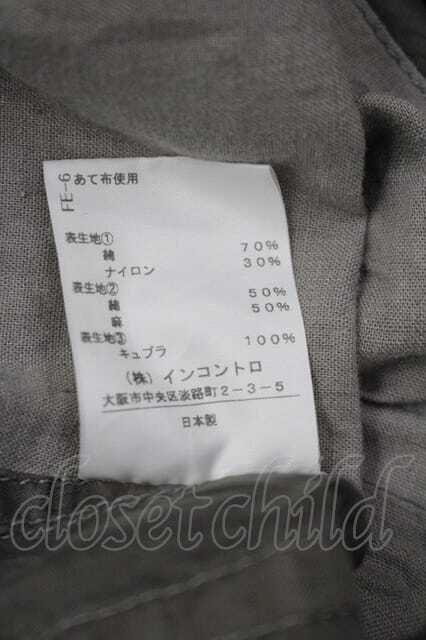 FE-6
あて布使用
表生地①
綿 70%
ナイロン 30%
表生地②
綿 50%
麻 50%
表生地③
キュプラ 100%
(株)インコントロ
大阪市中央区淡路町2-3-5
日本製
closetchild